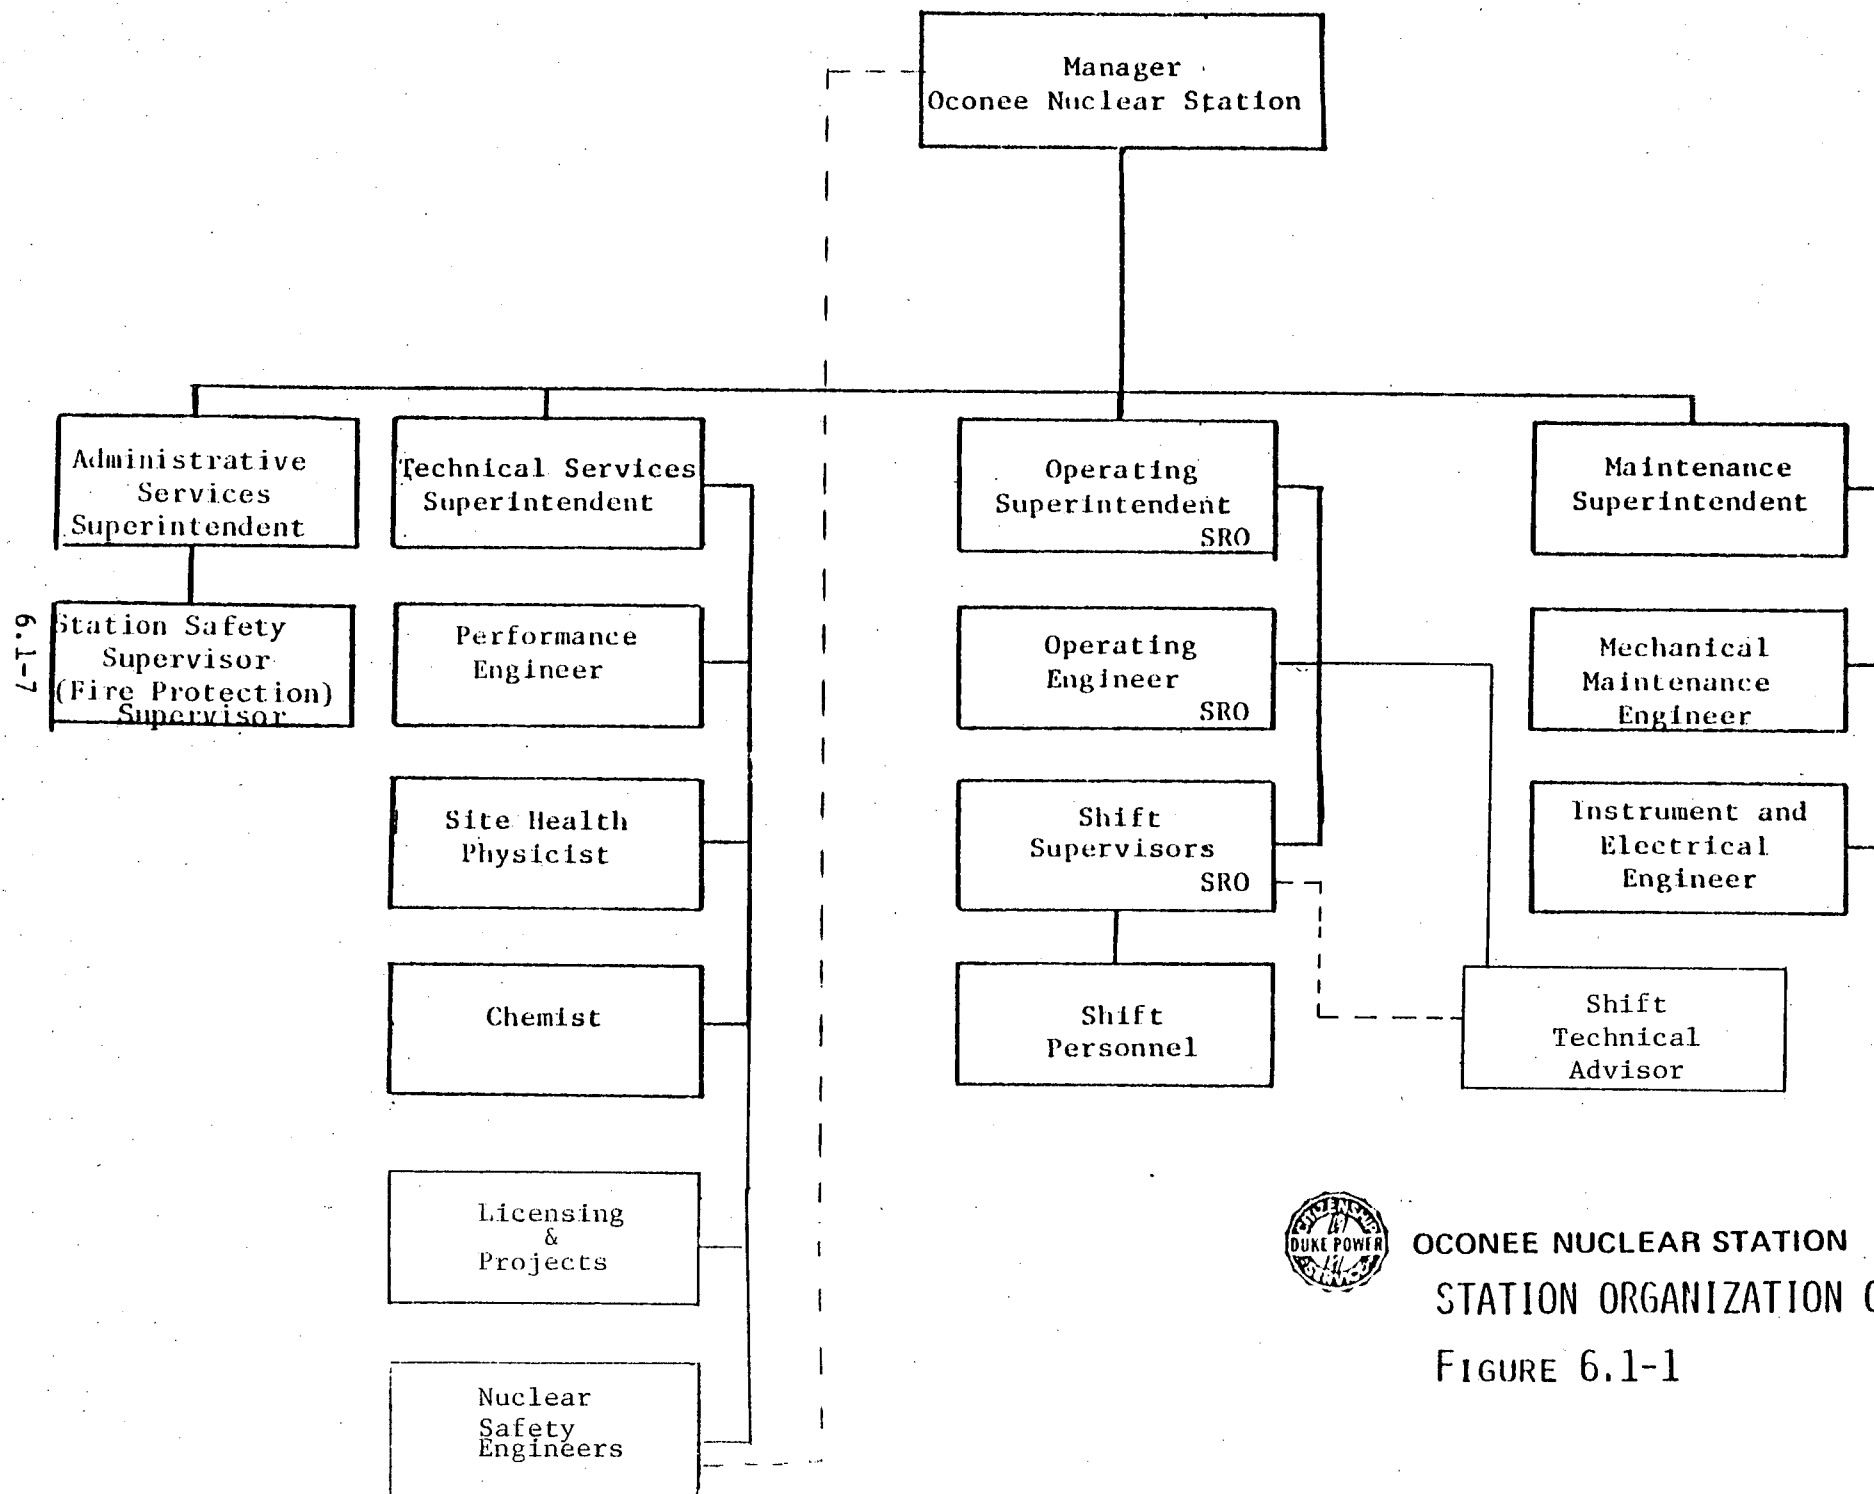 Manager
Oconee Nuclear Station
Administrative
Services
Superintendent
Technical Services
Superintendent
Operating
Superintendent
SRO
Maintenance
Superintendent
Station Safety
Supervisor
(Fire Protection)
Supervisor
Performance
Engineer
Operating
Engineer
SRO
Mechanical
Maintenance
Engineer
Site Health
Physicist
Shift
Supervisors
SRO
Instrument and
Electrical
Engineer
Chemist
Shift
Personnel
Shift
Technical
Advisor
Licensing
&
Projects
Nuclear
Safety
Engineers
CITIZENSHIP
DUKE POWER
SERVICE
OCONEE NUCLEAR STATION
STATION ORGANIZATION
FIGURE 6.1-1
6.1-7